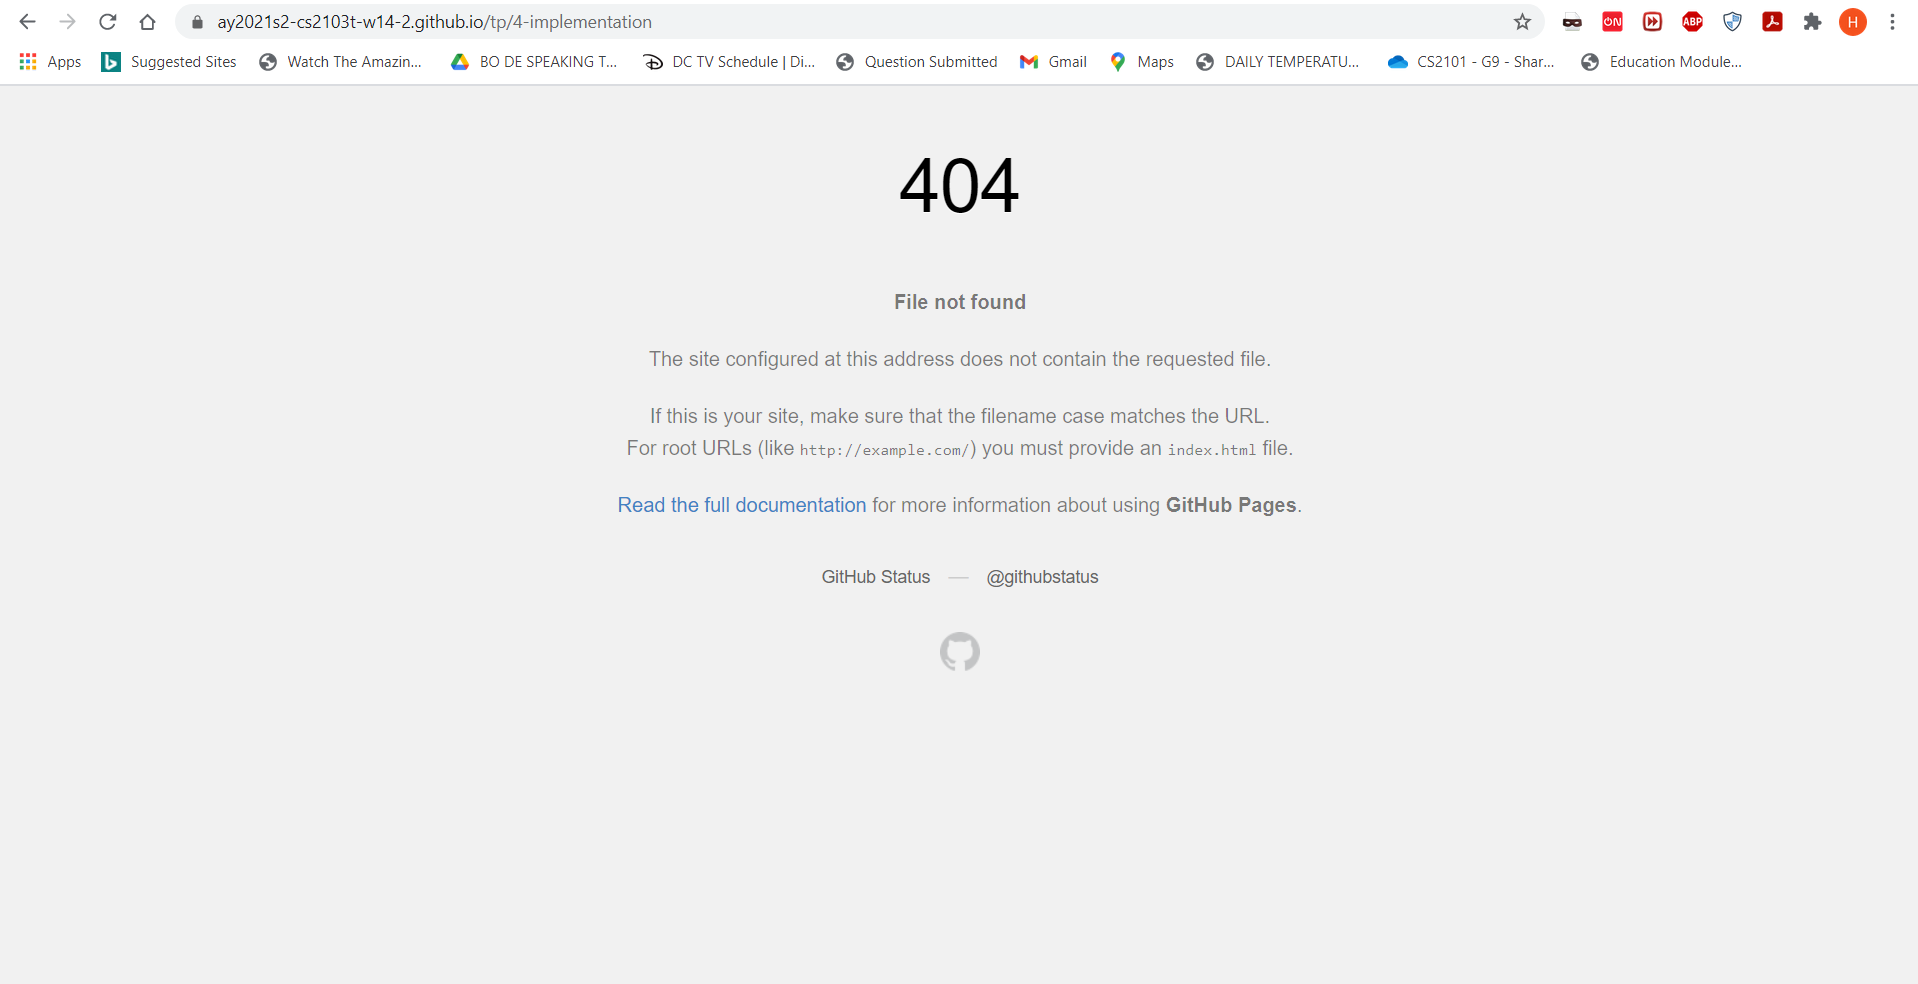 ay2021s2-cs2103t-w14-2.github.io/tp/4-implementation
ON
ABP
H
Apps
Suggested Sites
Watch The Amazin...
BO DE SPEAKING T...
DC TV Schedule | Di...
Question Submitted
Gmail
Maps
DAILY TEMPERATU...
CS2101 - G9 - Shar...
Education Module...
404
File not found
The site configured at this address does not contain the requested file.
If this is your site, make sure that the filename case matches the URL.
For root URLs (like http://example.com/) you must provide an index.html file.
Read the full documentation for more information about using GitHub Pages.
GitHub Status — @githubstatus